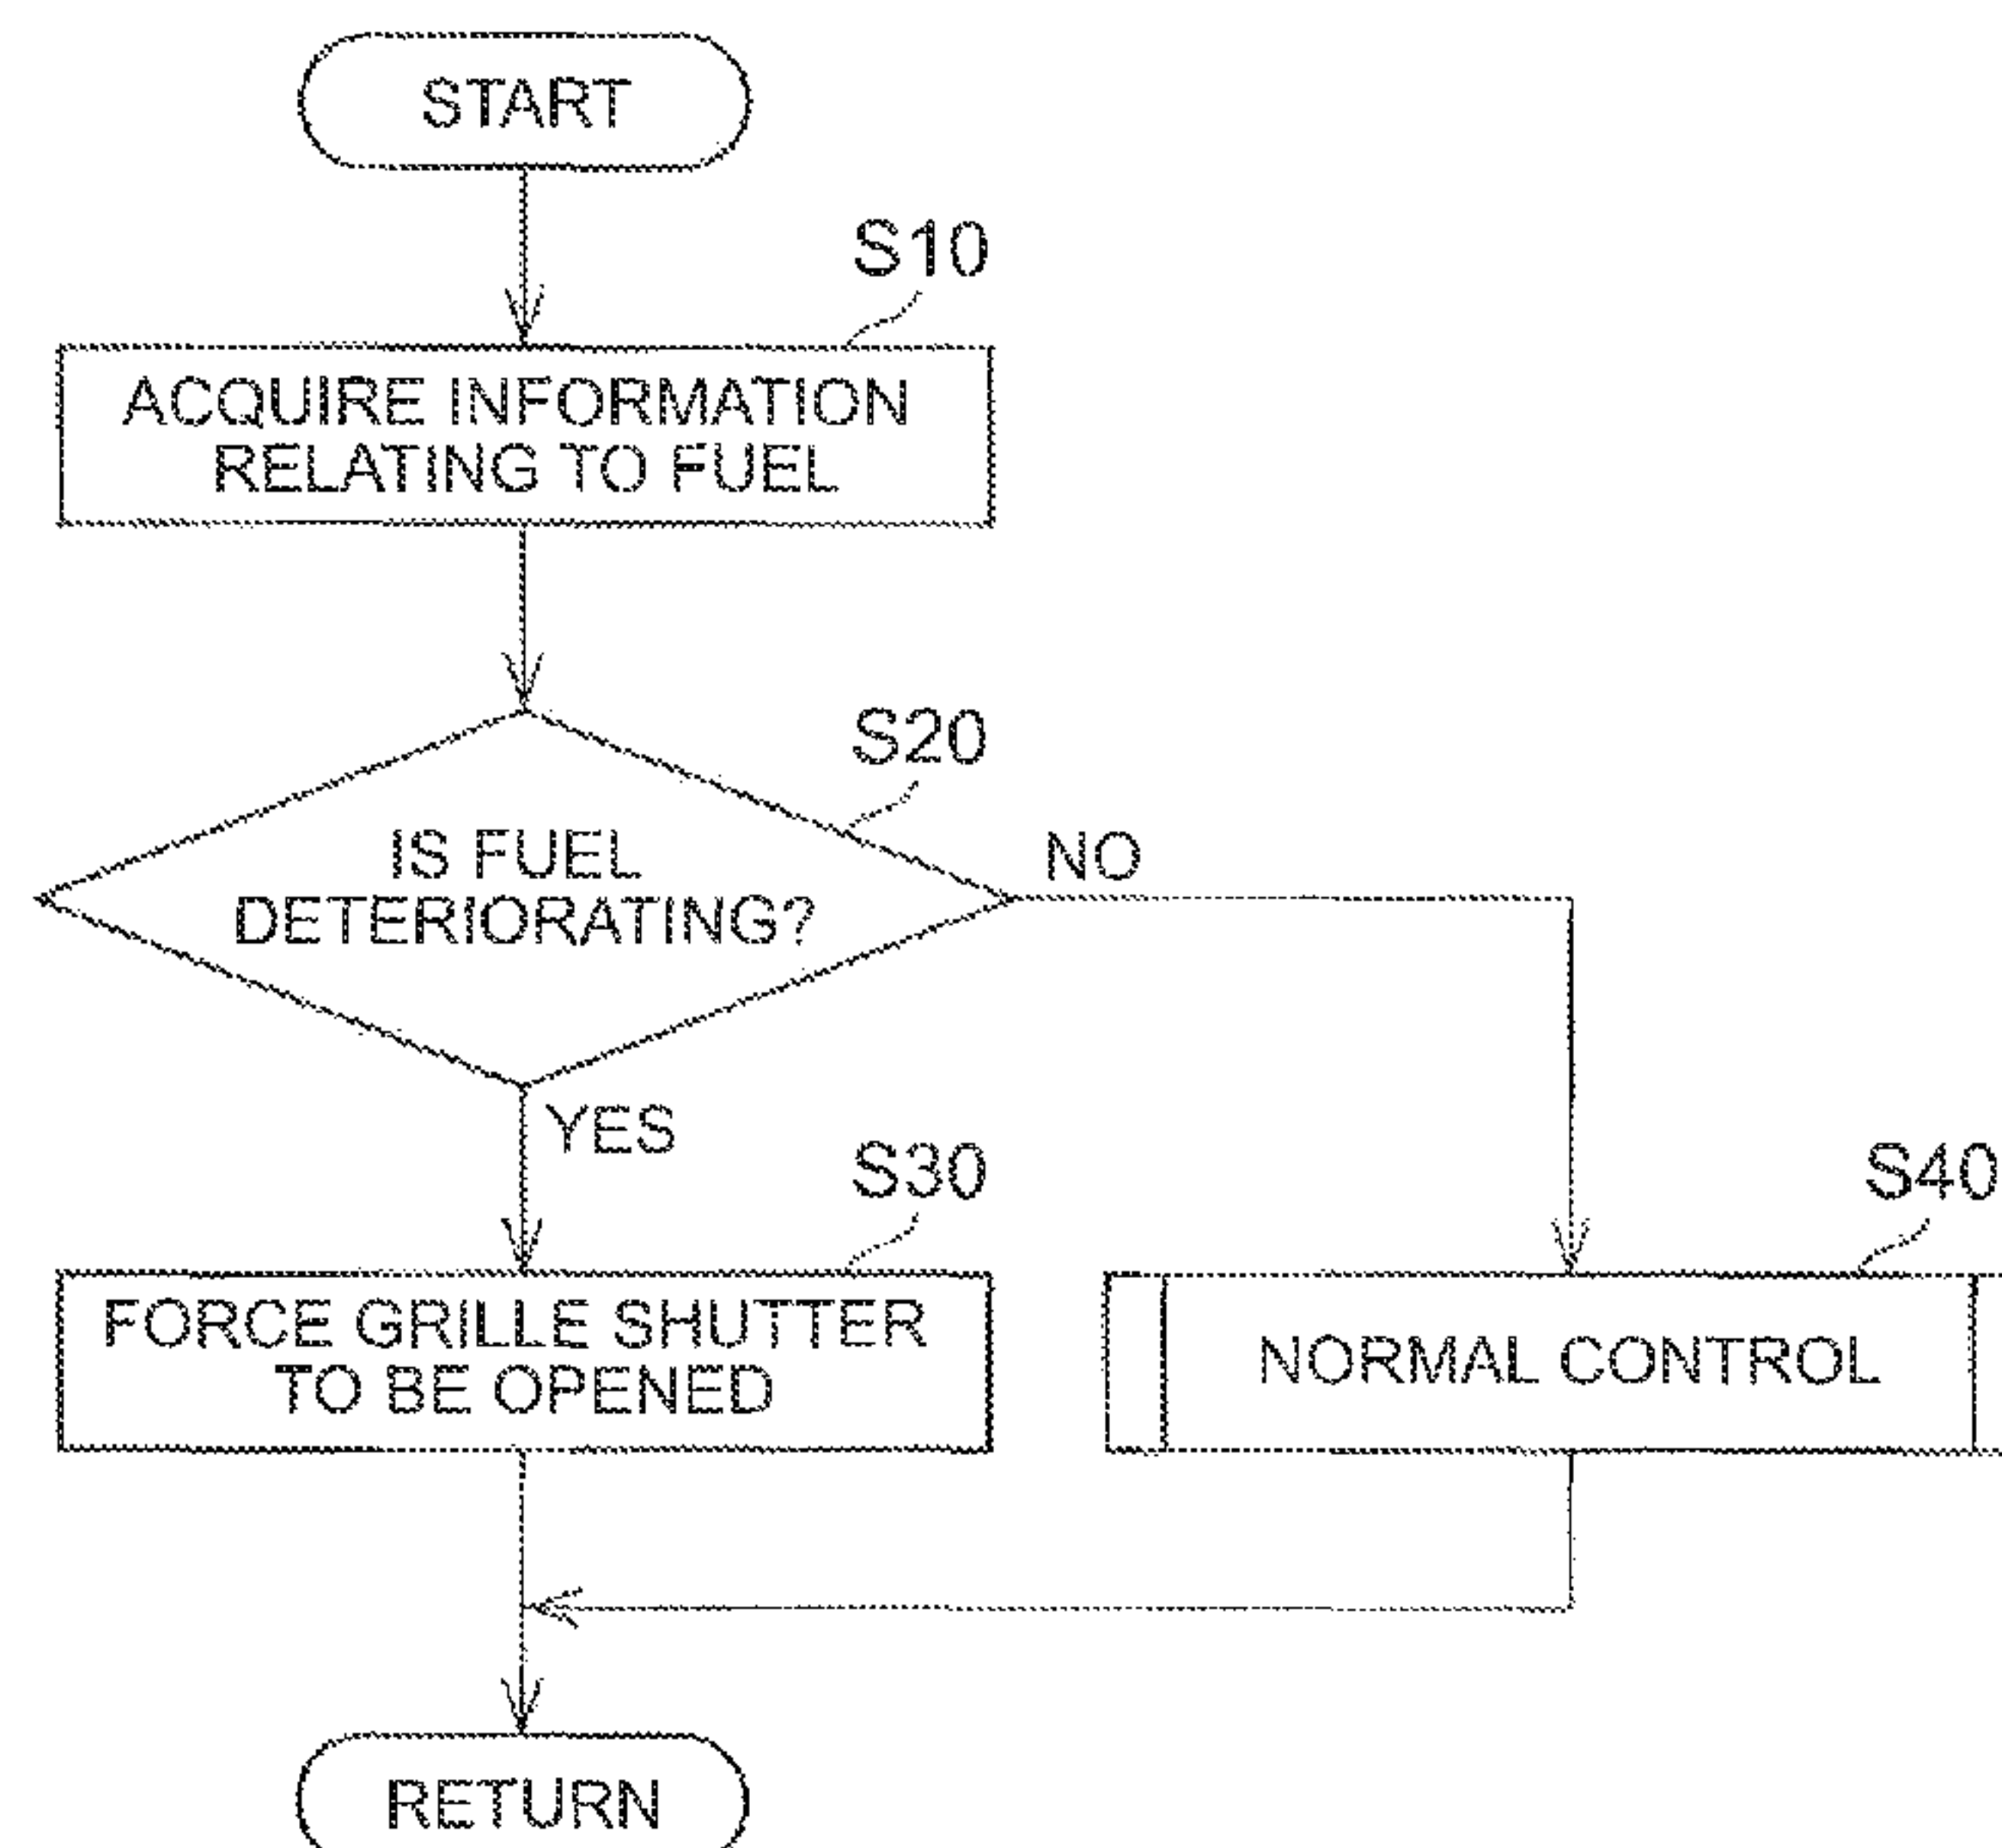 START
S10
ACQUIRE INFORMATION
RELATING TO FUEL
S20
IS FUEL
DETERIORATING?
NO
YES
S30
FORCE GRILLE SHUTTER
TO BE OPENED
S40
NORMAL CONTROL
RETURN